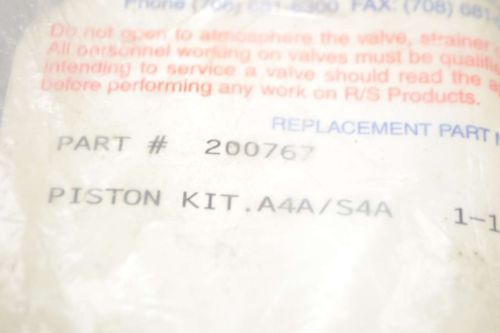 Phone (708) 681-6300 FAX: (708) 681
Do not open to atmosphere the valve, strainer
All personnel working on valves must be qualifi
intending to service a valve should read the a
before performing any work on R/S Products.
REPLACEMENT PART
PART # 200767
PISTON KIT.A4A/S4A 1-1